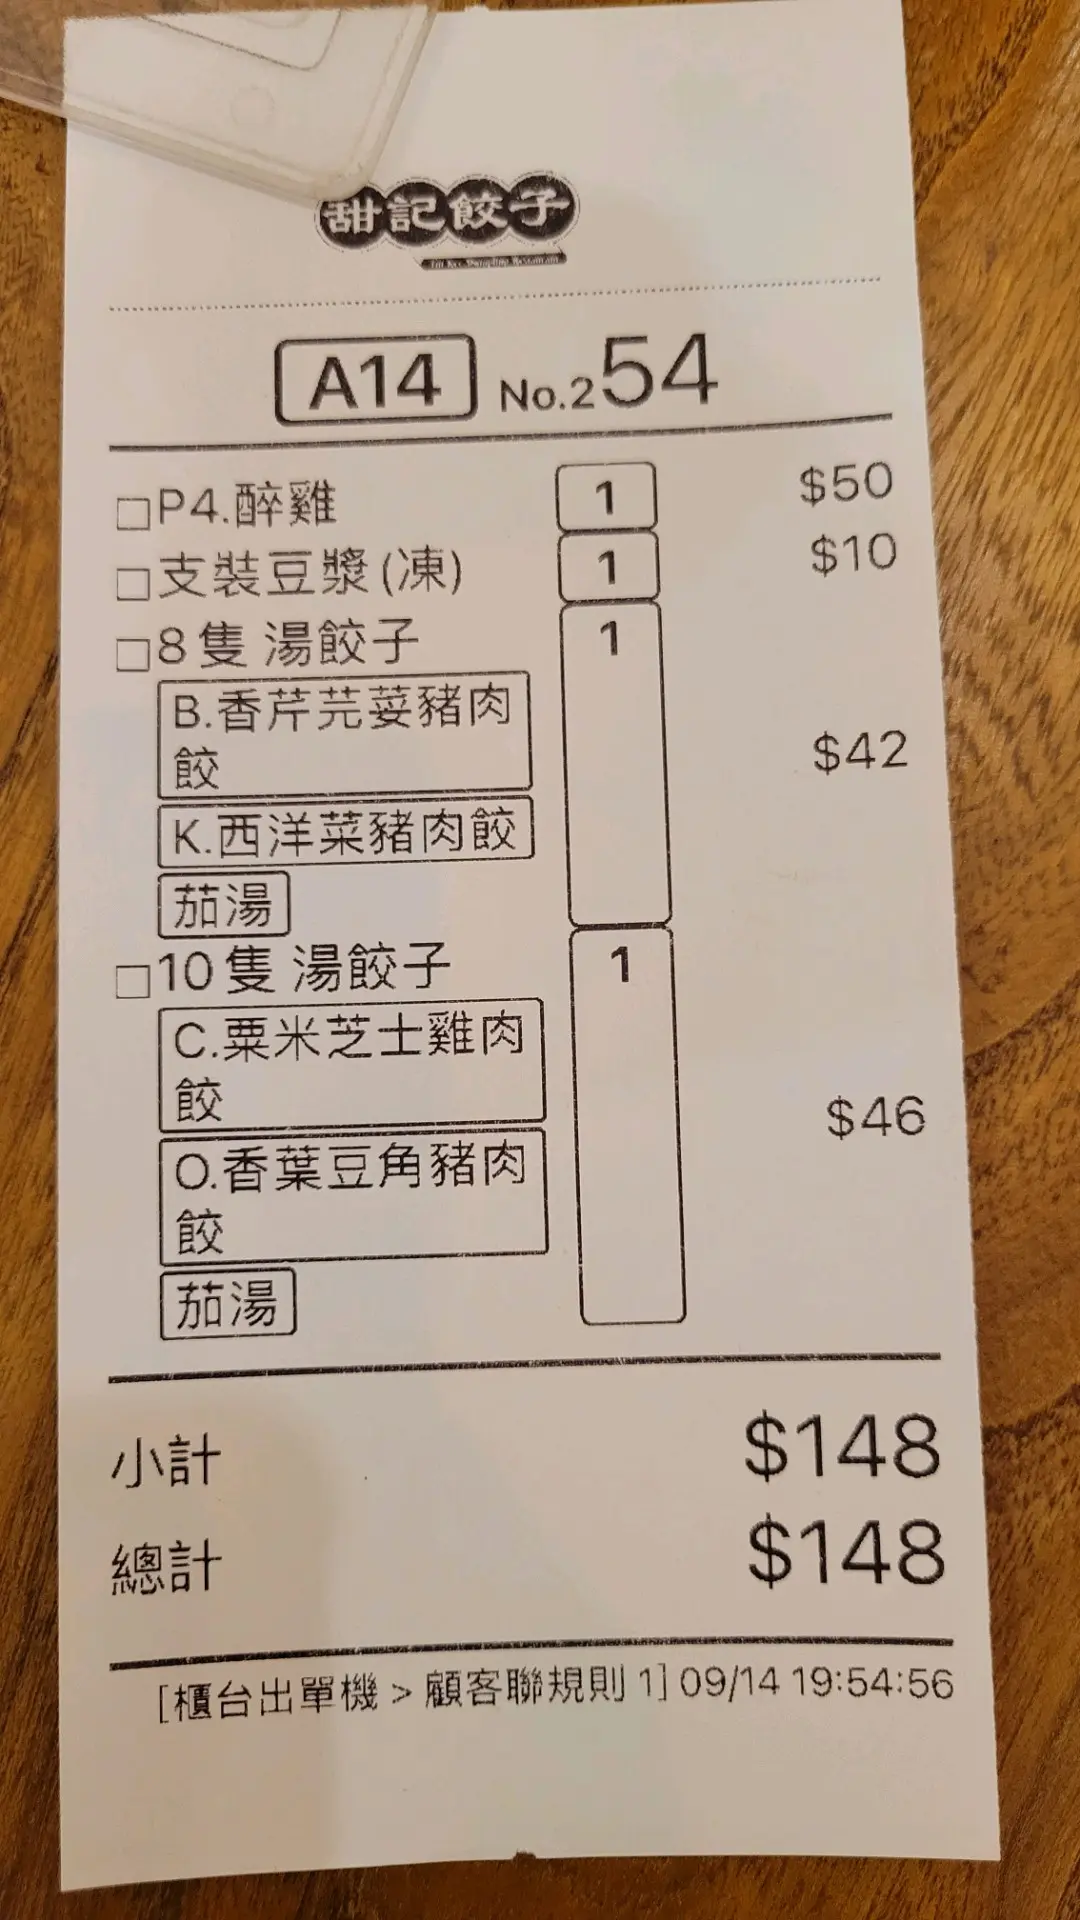 甜記餃子
A14 No.254
□P4.醉雞 1 $50
□支裝豆漿(凍) 1 $10
□8隻 湯餃子 1
B.香芹芫荽豬肉
餃
$42
K.西洋菜豬肉餃
茄湯
□10隻 湯餃子 1
C.粟米芝士雞肉
餃
$46
O.香葉豆角豬肉
餃
茄湯
小計 $148
總計 $148
[櫃台出單機 > 顧客聯規則 1] 09/14 19:54:56